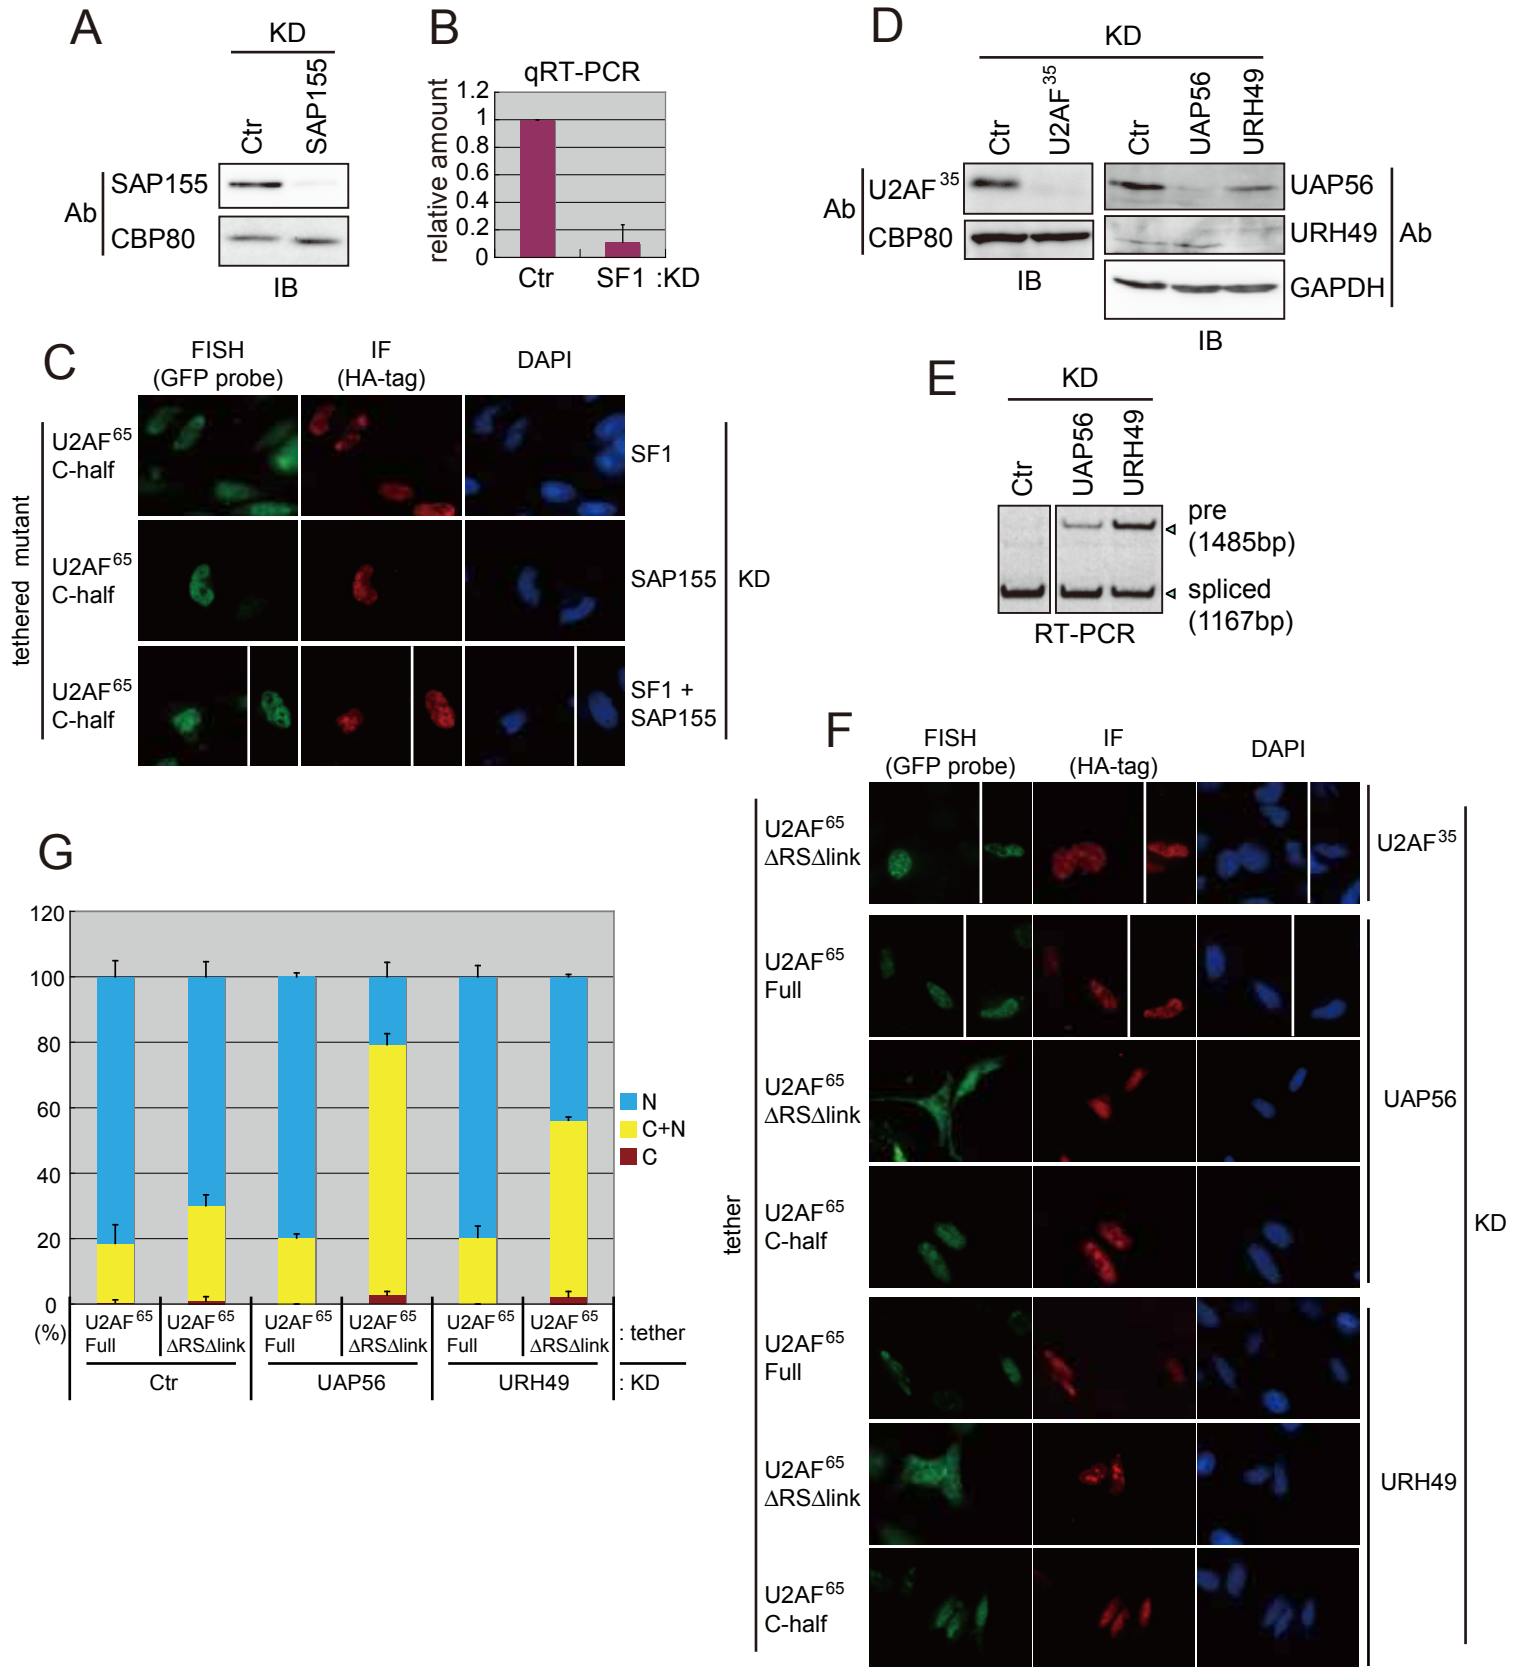 A
KD
Ctr
SAP155
Ab
SAP155
CBP80
IB
B
qRT-PCR
relative amount
1.2
1
0.8
0.6
0.4
0.2
0
Ctr
SF1
:KD
D
KD
Ctr
U2AF35
Ctr
UAP56
URH49
Ab
U2AF35
CBP80
IB
UAP56
URH49
GAPDH
Ab
IB
C
FISH
(GFP probe)
IF
(HA-tag)
DAPI
tethered mutant
U2AF65
C-half
SF1
U2AF65
C-half
SAP155
U2AF65
C-half
SF1 +
SAP155
KD
E
KD
Ctr
UAP56
URH49
pre
(1485bp)
spliced
(1167bp)
RT-PCR
F
FISH
(GFP probe)
IF
(HA-tag)
DAPI
tether
U2AF65
ΔRSΔlink
U2AF35
U2AF65
Full
U2AF65
ΔRSΔlink
UAP56
U2AF65
C-half
U2AF65
Full
U2AF65
ΔRSΔlink
URH49
U2AF65
C-half
KD
G
120
100
80
60
40
20
0
(%)
N
C+N
C
U2AF65
Full
U2AF65
ΔRSΔlink
U2AF65
Full
U2AF65
ΔRSΔlink
U2AF65
Full
U2AF65
ΔRSΔlink
: tether
Ctr
UAP56
URH49
: KD